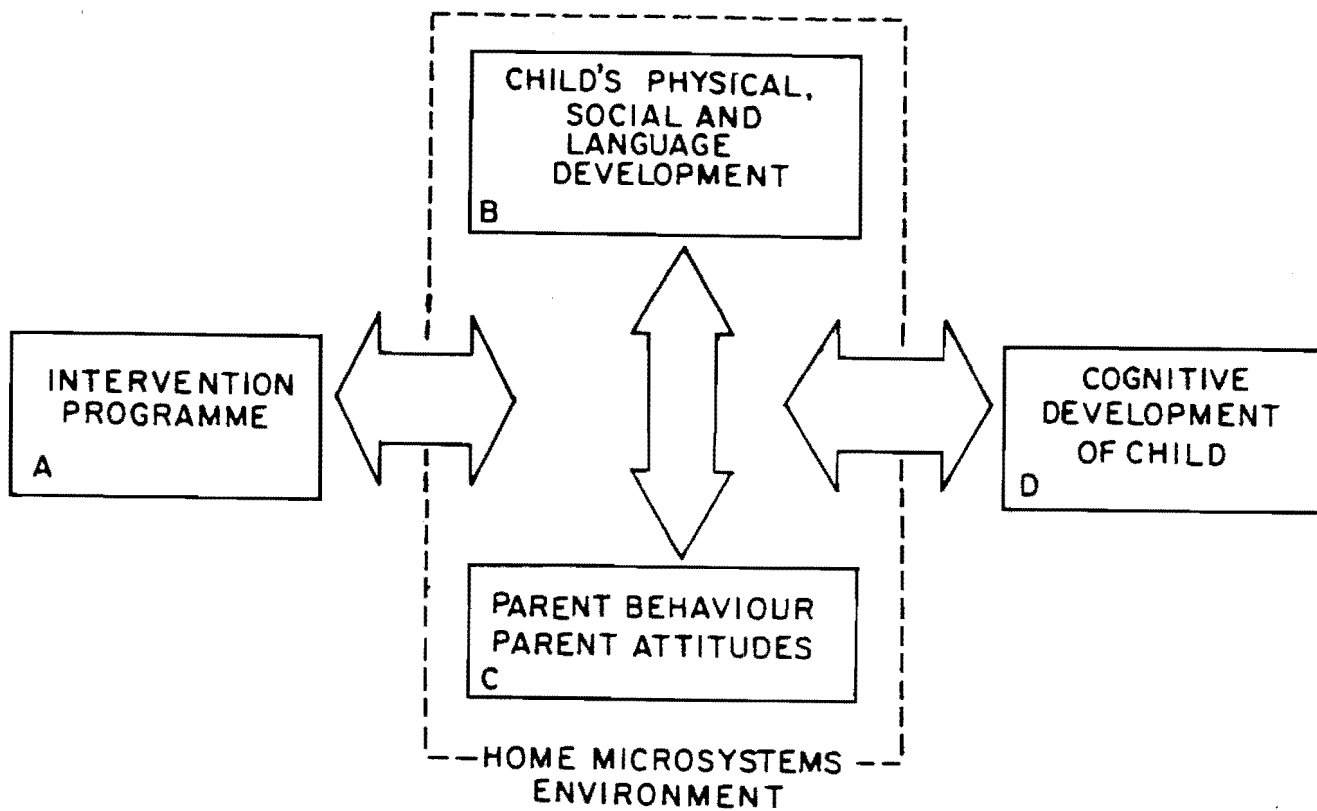 CHILD'S PHYSICAL,
SOCIAL AND
LANGUAGE
DEVELOPMENT
B
INTERVENTION
PROGRAMME
A
COGNITIVE
DEVELOPMENT
OF CHILD
D
PARENT BEHAVIOUR
PARENT ATTITUDES
C
HOME MICROSYSTEMS
ENVIRONMENT